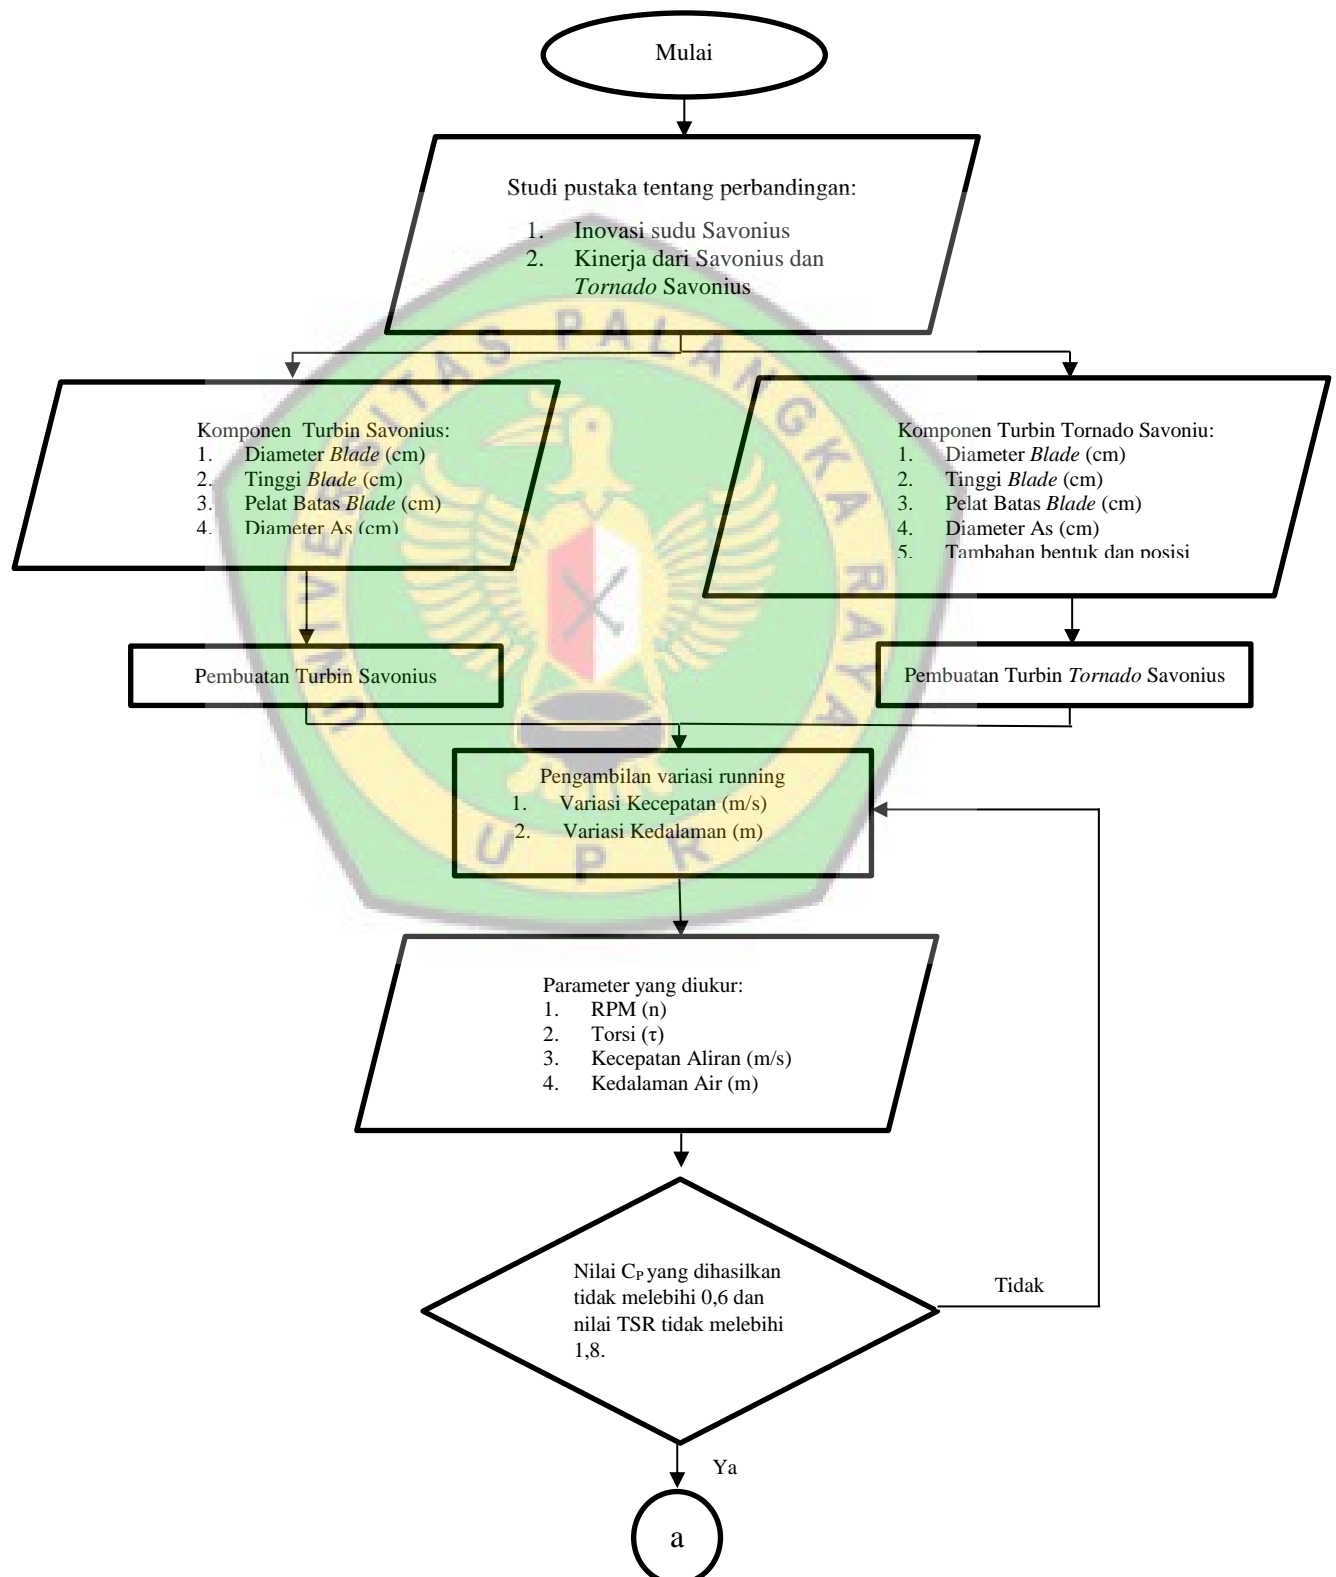 Mulai
Studi pustaka tentang perbandingan:
1. Inovasi sudu Savonius
2. Kinerja dari Savonius dan
Tornado Savonius
Komponen Turbin Savonius:
1. Diameter Blade (cm)
2. Tinggi Blade (cm)
3. Pelat Batas Blade (cm)
4. Diameter As (cm)
Komponen Turbin Tornado Savoniu:
1. Diameter Blade (cm)
2. Tinggi Blade (cm)
3. Pelat Batas Blade (cm)
4. Diameter As (cm)
5. Tambahan bentuk dan posisi
Pembuatan Turbin Savonius
Pembuatan Turbin Tornado Savonius
Pengambilan variasi running
1. Variasi Kecepatan (m/s)
2. Variasi Kedalaman (m)
Parameter yang diukur:
1. RPM (n)
2. Torsi (τ)
3. Kecepatan Aliran (m/s)
4. Kedalaman Air (m)
Nilai CP yang dihasilkan
tidak melebihi 0,6 dan
nilai TSR tidak melebihi
1,8.
Tidak
Ya
a
UNIVERSITAS PALANGKA RAYA
UPR